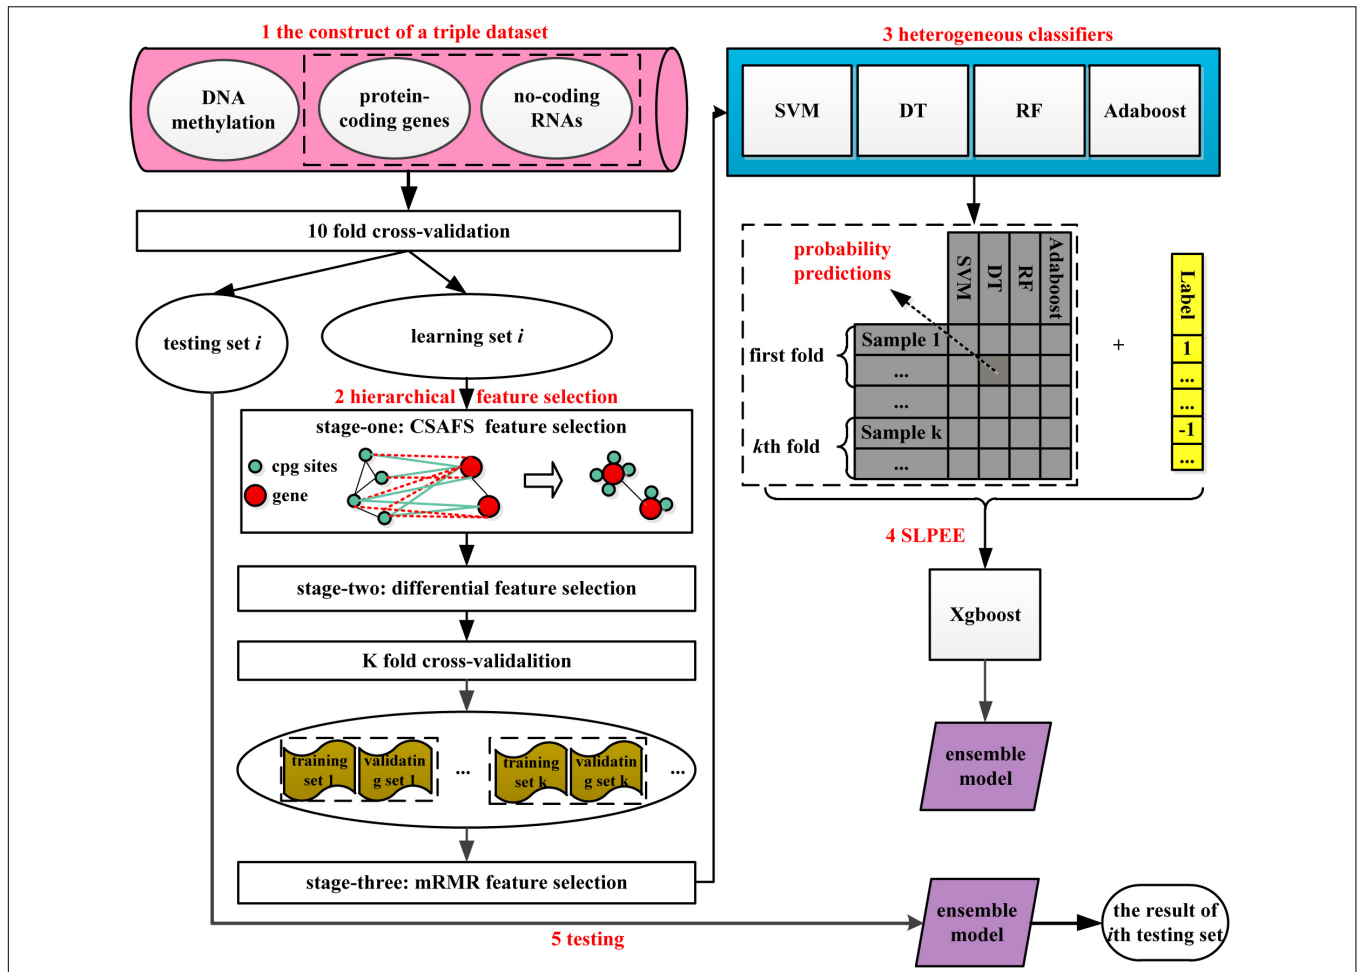 1 the construct of a triple dataset
DNA
methylation
protein-
coding genes
no-coding
RNAs
10 fold cross-validation
testing set i
learning set i
2 hierarchical feature selection
stage-one: CSAFS feature selection
cpg sites
gene
stage-two: differential feature selection
K fold cross-validalition
training
set 1
validatin
g set 1
...
training
set k
validatin
g set k
...
stage-three: mRMR feature selection
3 heterogeneous classifiers
SVM
DT
RF
Adaboost
probability
predictions
SVM
DT
RF
Adaboost
first fold
Sample 1
...
...
kth fold
Sample k
...
+
Label
1
...
...
-1
...
4 SLPEE
Xgboost
ensemble
model
5 testing
ensemble
model
the result of
ith testing set